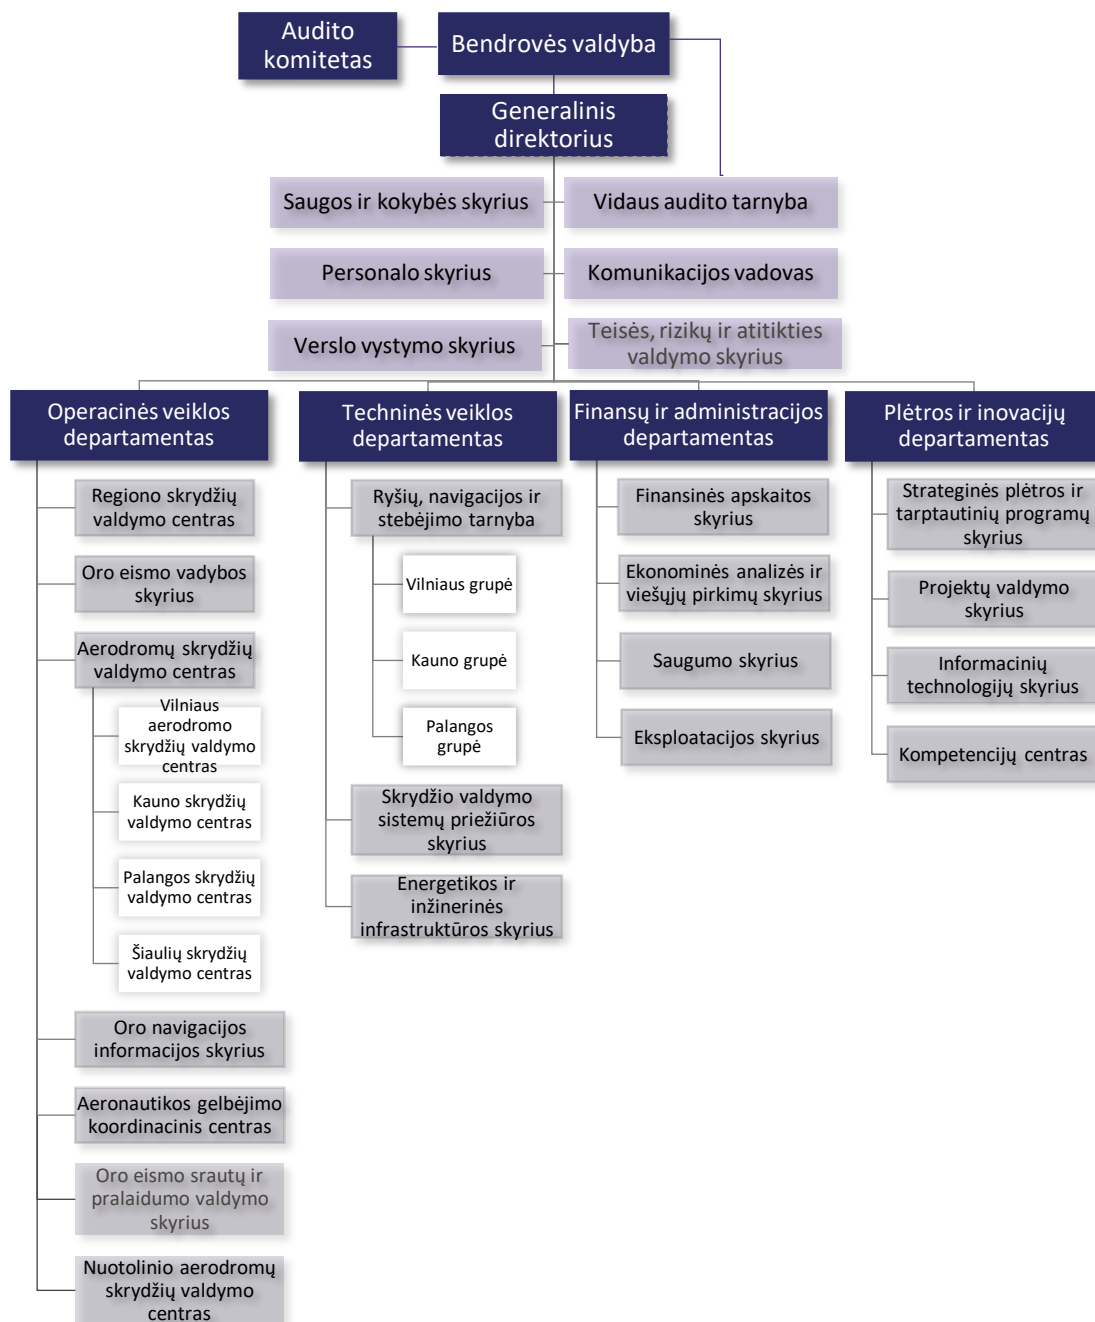 Audito
komitetas
Bendrovės valdyba
Generalinis
direktorius
Saugos ir kokybės skyrius
Vidaus audito tarnyba
Personalo skyrius
Komunikacijos vadovas
Verslo vystymo skyrius
Teisės, rizikų ir atitikties
valdymo skyrius
Operacinės veiklos
departamentas
Regiono skrydžių
valdymo centras
Oro eismo vadybos
skyrius
Aerodromų skrydžių
valdymo centras
Vilniaus
aerodromo
skrydžių valdymo
centras
Kauno skrydžių
valdymo centras
Palangos skrydžių
valdymo centras
Šiaulių skrydžių
valdymo centras
Oro navigacijos
informacijos skyrius
Aeronautikos gelbėjimo
koordinacinis centras
Oro eismo srautų ir
pralaidumo valdymo
skyrius
Nuotolinio aerodromų
skrydžių valdymo
centras
Techninės veiklos
departamentas
Ryšių, navigacijos ir
stebėjimo tarnyba
Vilniaus grupė
Kauno grupė
Palangos
grupė
Skrydžio valdymo
sistemų priežiūros
skyrius
Energetikos ir
inžinerinės
infrastruktūros skyrius
Finansų ir administracijos
departamentas
Finansinės apskaitos
skyrius
Ekonominės analizės ir
viešųjų pirkimų skyrius
Saugumo skyrius
Eksploatacijos skyrius
Plėtros ir inovacijų
departamentas
Strateginės plėtros ir
tarptautinių programų
skyrius
Projektų valdymo
skyrius
Informacinių
technologijų skyrius
Kompetencijų centras